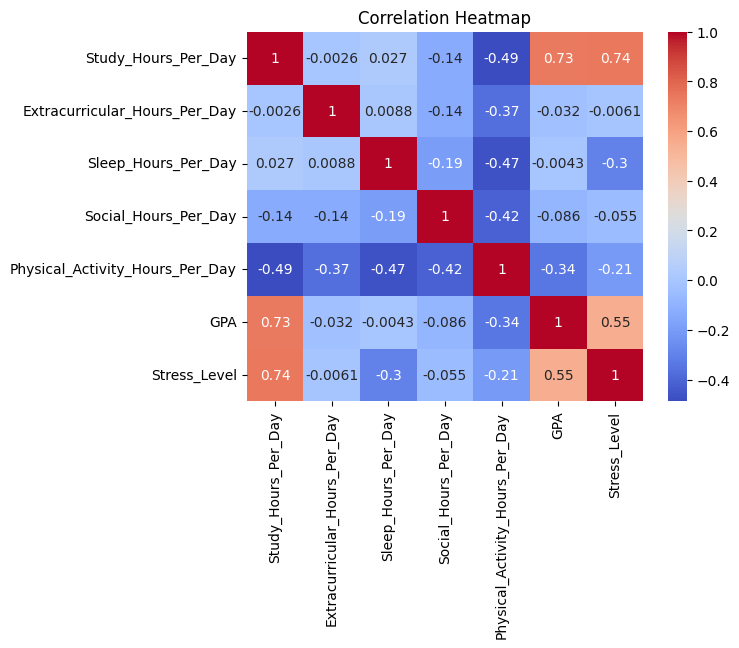 Correlation Heatmap
Study_Hours_Per_Day 1 -0.0026 0.027 -0.14 -0.49 0.73 0.74
Extracurricular_Hours_Per_Day -0.0026 1 0.0088 -0.14 -0.37 -0.032 -0.0061
Sleep_Hours_Per_Day 0.027 0.0088 1 -0.19 -0.47 -0.0043 -0.3
Social_Hours_Per_Day -0.14 -0.14 -0.19 1 -0.42 -0.086 -0.055
Physical_Activity_Hours_Per_Day -0.49 -0.37 -0.47 -0.42 1 -0.34 -0.21
GPA 0.73 -0.032 -0.0043 -0.086 -0.34 1 0.55
Stress_Level 0.74 -0.0061 -0.3 -0.055 -0.21 0.55 1
Study_Hours_Per_Day
Extracurricular_Hours_Per_Day
Sleep_Hours_Per_Day
Social_Hours_Per_Day
Physical_Activity_Hours_Per_Day
GPA
Stress_Level
1.0
0.8
0.6
0.4
0.2
0.0
-0.2
-0.4